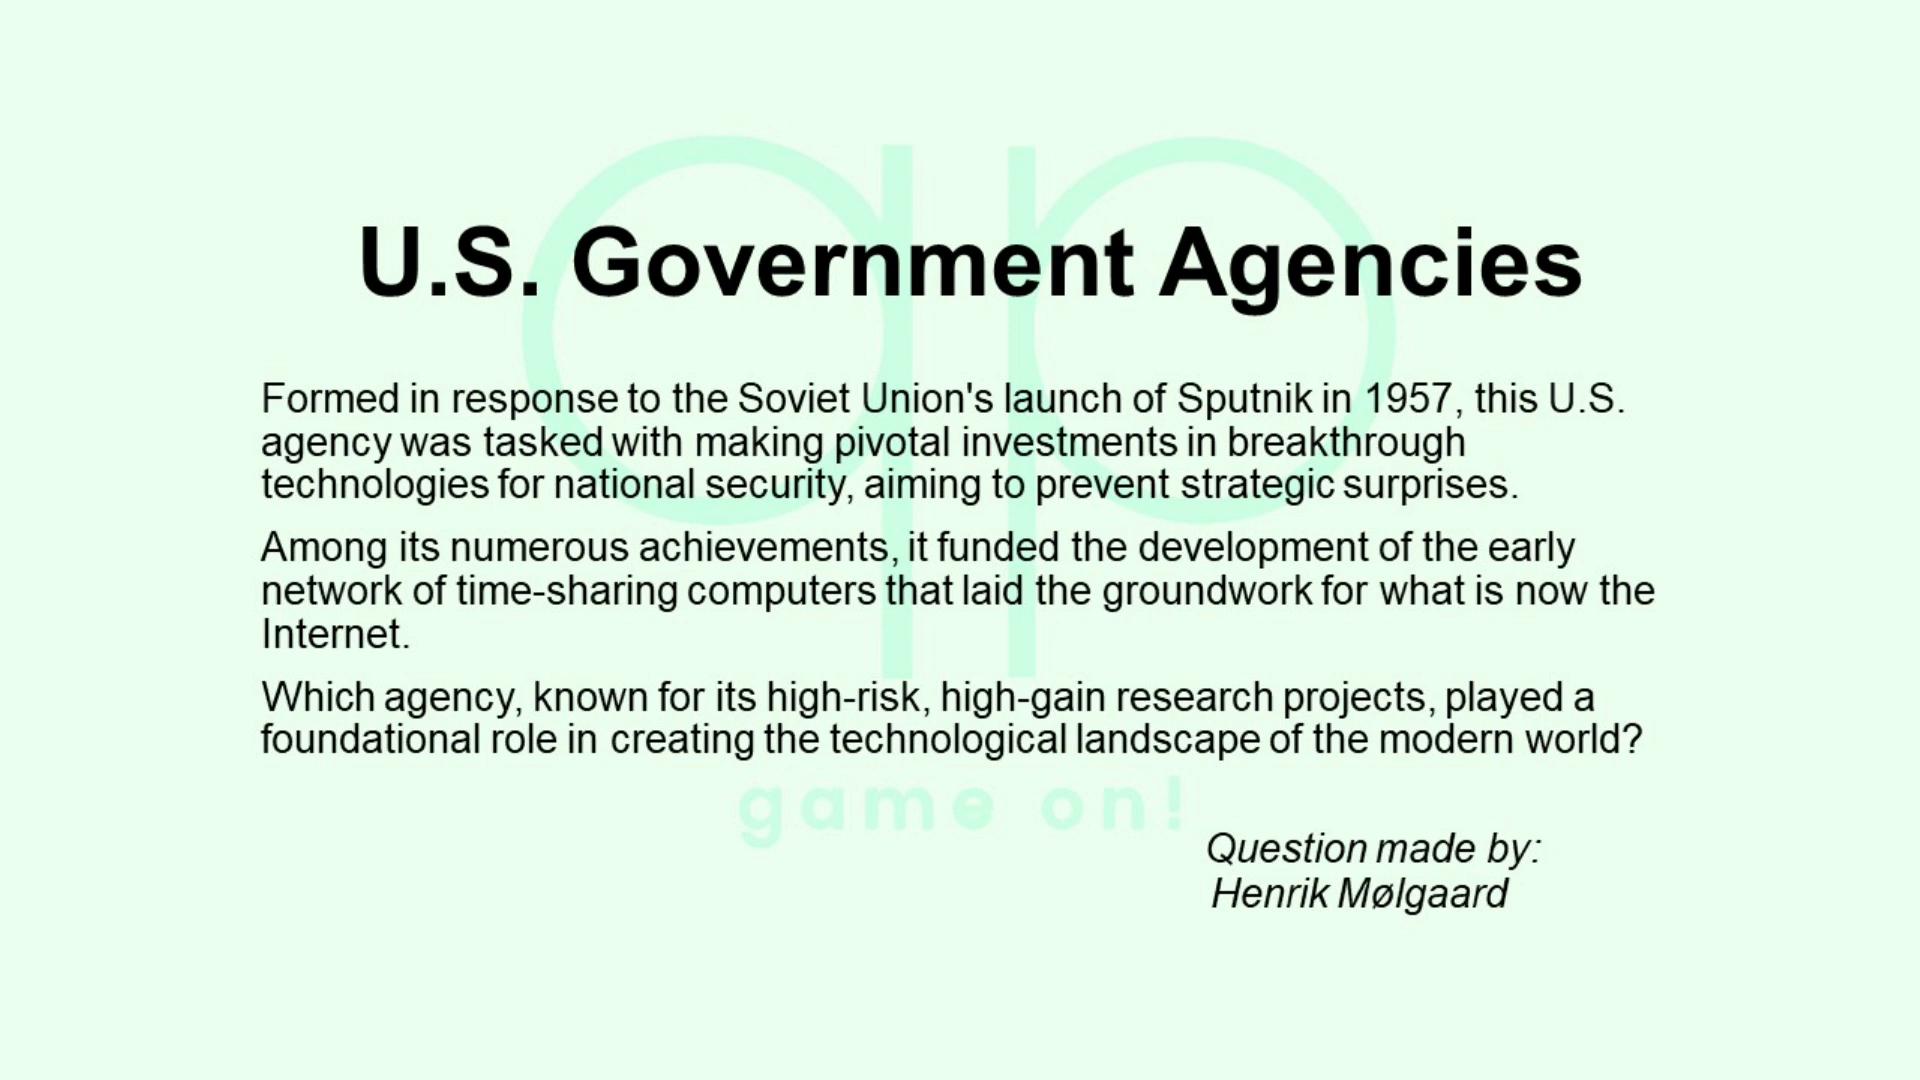 U.S. Government Agencies
Formed in response to the Soviet Union's launch of Sputnik in 1957, this U.S.
agency was tasked with making pivotal investments in breakthrough
technologies for national security, aiming to prevent strategic surprises.
Among its numerous achievements, it funded the development of the early
network of time-sharing computers that laid the groundwork for what is now the
Internet.
Which agency, known for its high-risk, high-gain research projects, played a
foundational role in creating the technological landscape of the modern world?
game on!
Question made by:
Henrik Mølgaard